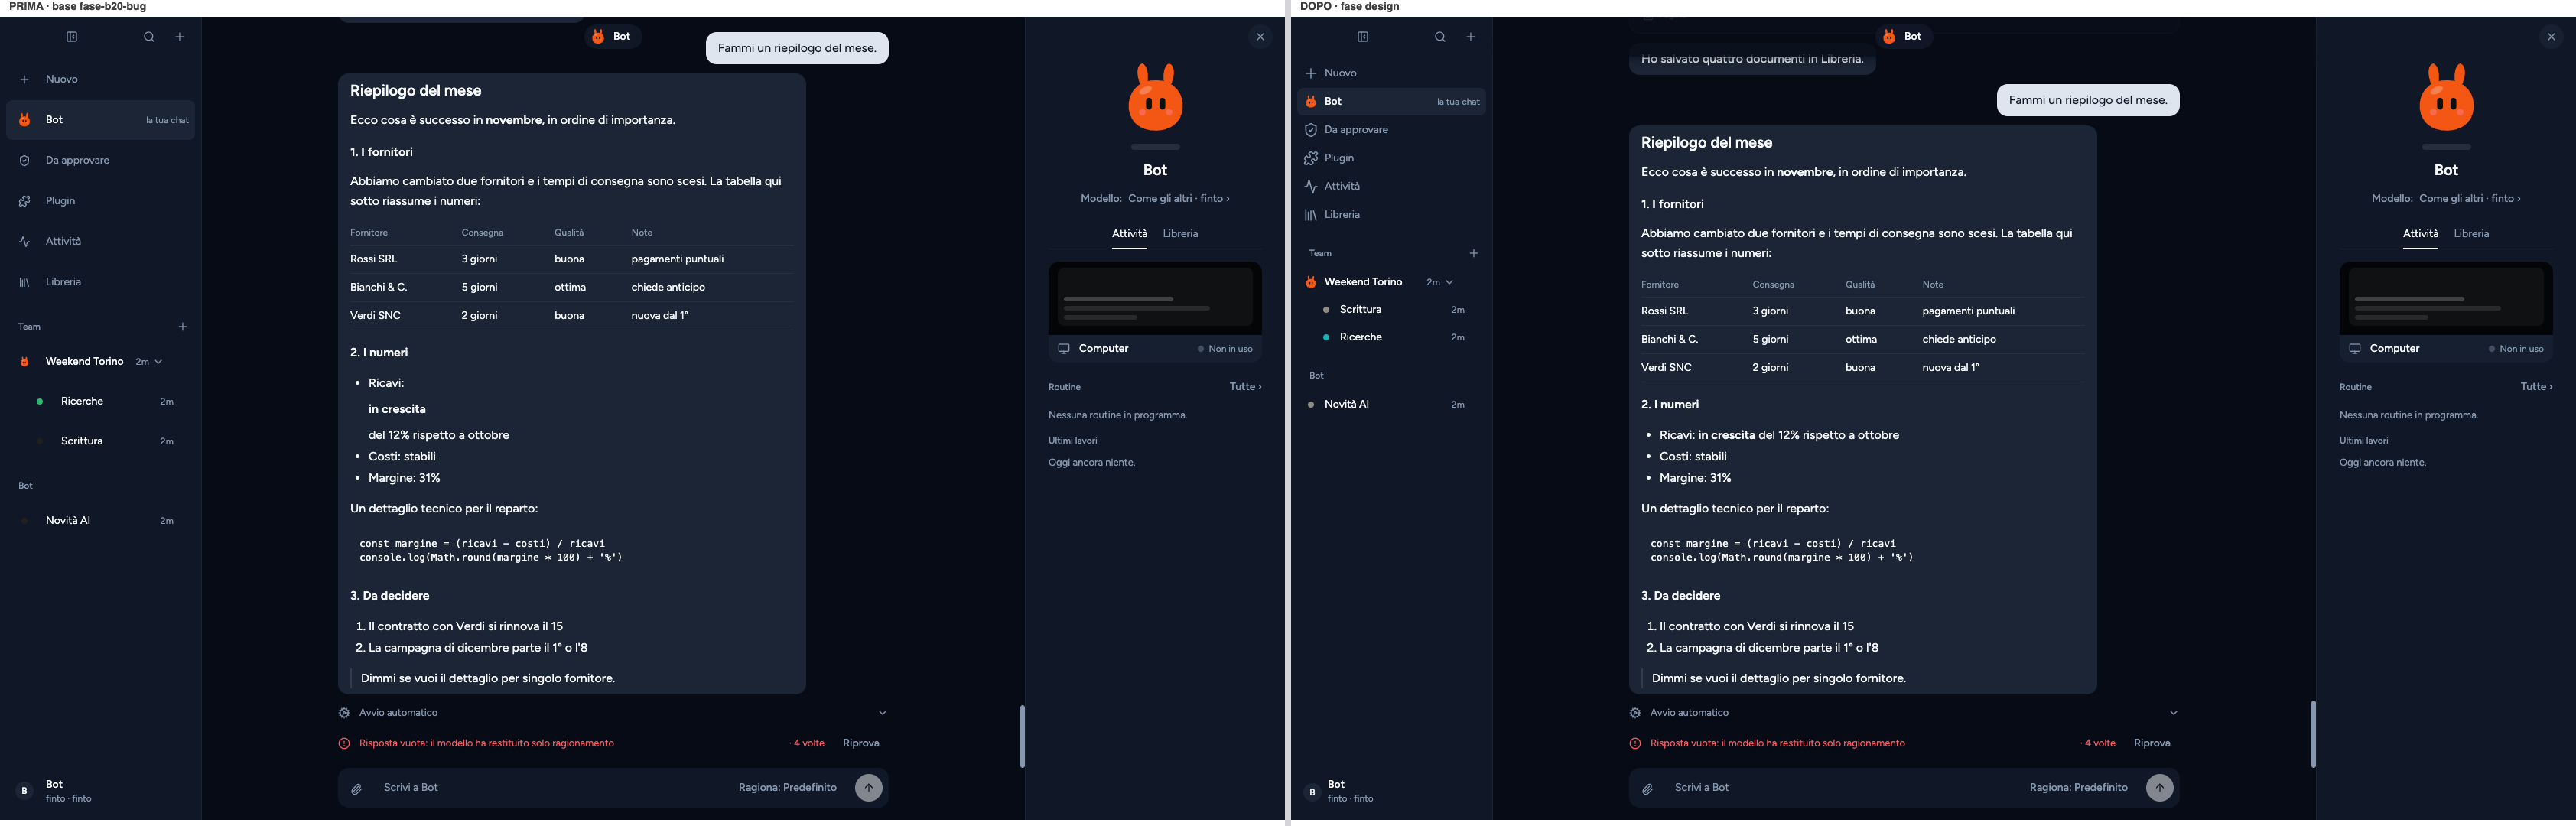 PRIMA · base fase-b20-bug
Nuovo
Bot
la tua chat
Da approvare
Plugin
Attività
Libreria
Team
Weekend Torino
2m
Ricerche
2m
Scrittura
2m
Bot
Novità AI
2m
B
Bot
finto · finto
Bot
Fammi un riepilogo del mese.
Riepilogo del mese
Ecco cosa è successo in novembre, in ordine di importanza.
1. I fornitori
Abbiamo cambiato due fornitori e i tempi di consegna sono scesi. La tabella qui
sotto riassume i numeri:
Fornitore Consegna Qualità Note
Rossi SRL 3 giorni buona pagamenti puntuali
Bianchi & C. 5 giorni ottima chiede anticipo
Verdi SNC 2 giorni buona nuova dal 1°
2. I numeri
• Ricavi:
in crescita
del 12% rispetto a ottobre
• Costi: stabili
• Margine: 31%
Un dettaglio tecnico per il reparto:
const margine = (ricavi − costi) / ricavi
console.log(Math.round(margine * 100) + '%')
3. Da decidere
1. Il contratto con Verdi si rinnova il 15
2. La campagna di dicembre parte il 1° o l'8
Dimmi se vuoi il dettaglio per singolo fornitore.
Avvio automatico
Risposta vuota: il modello ha restituito solo ragionamento · 4 volte Riprova
Scrivi a Bot Ragiona: Predefinito
Bot
Modello: Come gli altri · finto ›
Attività Libreria
Computer Non in uso
Routine Tutte ›
Nessuna routine in programma.
Ultimi lavori
Oggi ancora niente.
DOPO · fase design
Nuovo
Bot
la tua chat
Da approvare
Plugin
Attività
Libreria
Team
Weekend Torino
2m
Scrittura
2m
Ricerche
2m
Bot
Novità AI
2m
B
Bot
finto · finto
Bot
Ho salvato quattro documenti in Libreria.
Fammi un riepilogo del mese.
Riepilogo del mese
Ecco cosa è successo in novembre, in ordine di importanza.
1. I fornitori
Abbiamo cambiato due fornitori e i tempi di consegna sono scesi. La tabella qui
sotto riassume i numeri:
Fornitore Consegna Qualità Note
Rossi SRL 3 giorni buona pagamenti puntuali
Bianchi & C. 5 giorni ottima chiede anticipo
Verdi SNC 2 giorni buona nuova dal 1°
2. I numeri
• Ricavi: in crescita del 12% rispetto a ottobre
• Costi: stabili
• Margine: 31%
Un dettaglio tecnico per il reparto:
const margine = (ricavi − costi) / ricavi
console.log(Math.round(margine * 100) + '%')
3. Da decidere
1. Il contratto con Verdi si rinnova il 15
2. La campagna di dicembre parte il 1° o l'8
Dimmi se vuoi il dettaglio per singolo fornitore.
Avvio automatico
Risposta vuota: il modello ha restituito solo ragionamento · 4 volte Riprova
Scrivi a Bot Ragiona: Predefinito
Bot
Modello: Come gli altri · finto ›
Attività Libreria
Computer Non in uso
Routine Tutte ›
Nessuna routine in programma.
Ultimi lavori
Oggi ancora niente.